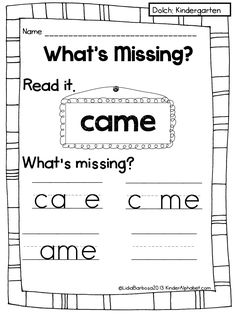 Dolch: Kindergarten
Name
What's Missing?
Read it.
came
What's missing?
ca e c me
ame
©LidiaBarbosa2013 KinderAlphabet.com